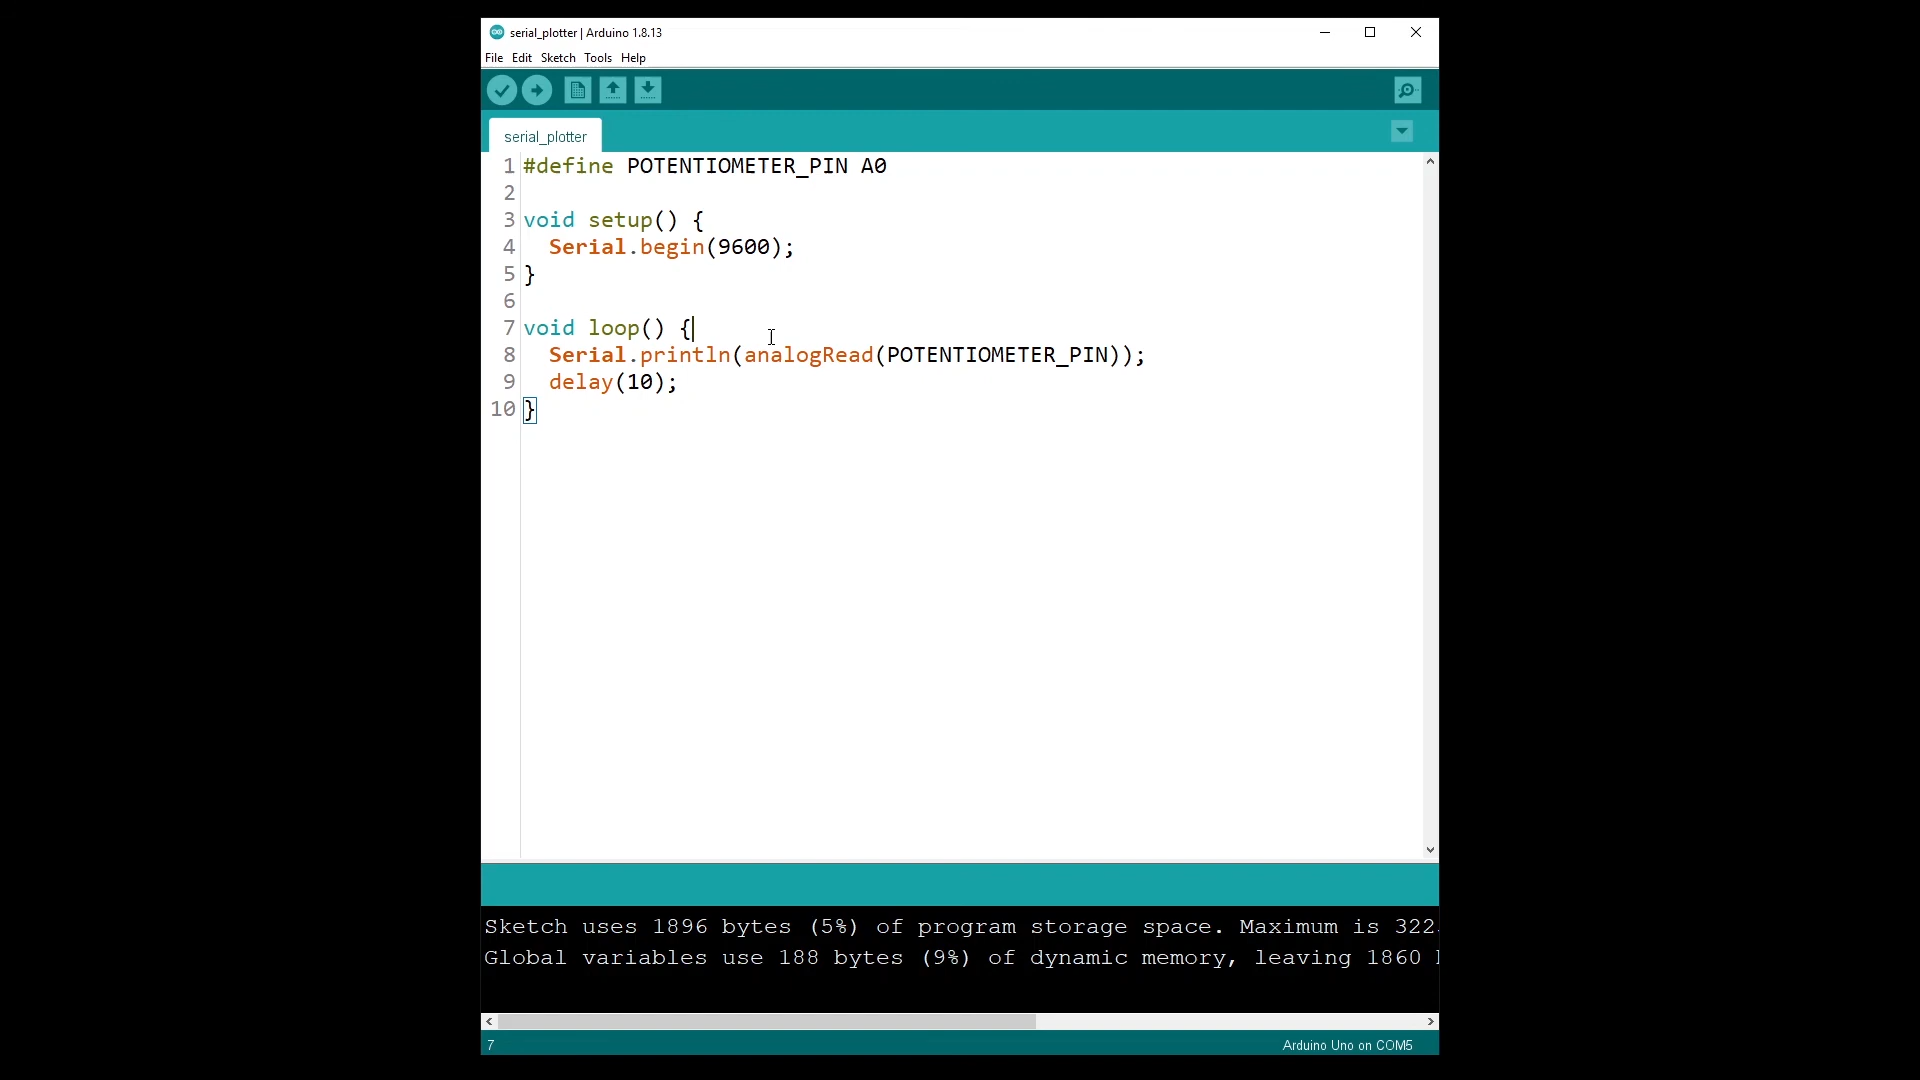 serial_plotter | Arduino 1.8.13
File Edit Sketch Tools Help
serial_plotter
1 #define POTENTIOMETER_PIN A0
2
3 void setup() {
4   Serial.begin(9600);
5 }
6
7 void loop() {
8   Serial.println(analogRead(POTENTIOMETER_PIN));
9   delay(10);
10 }
Sketch uses 1896 bytes (5%) of program storage space. Maximum is 322
Global variables use 188 bytes (9%) of dynamic memory, leaving 1860
7
Arduino Uno on COM5